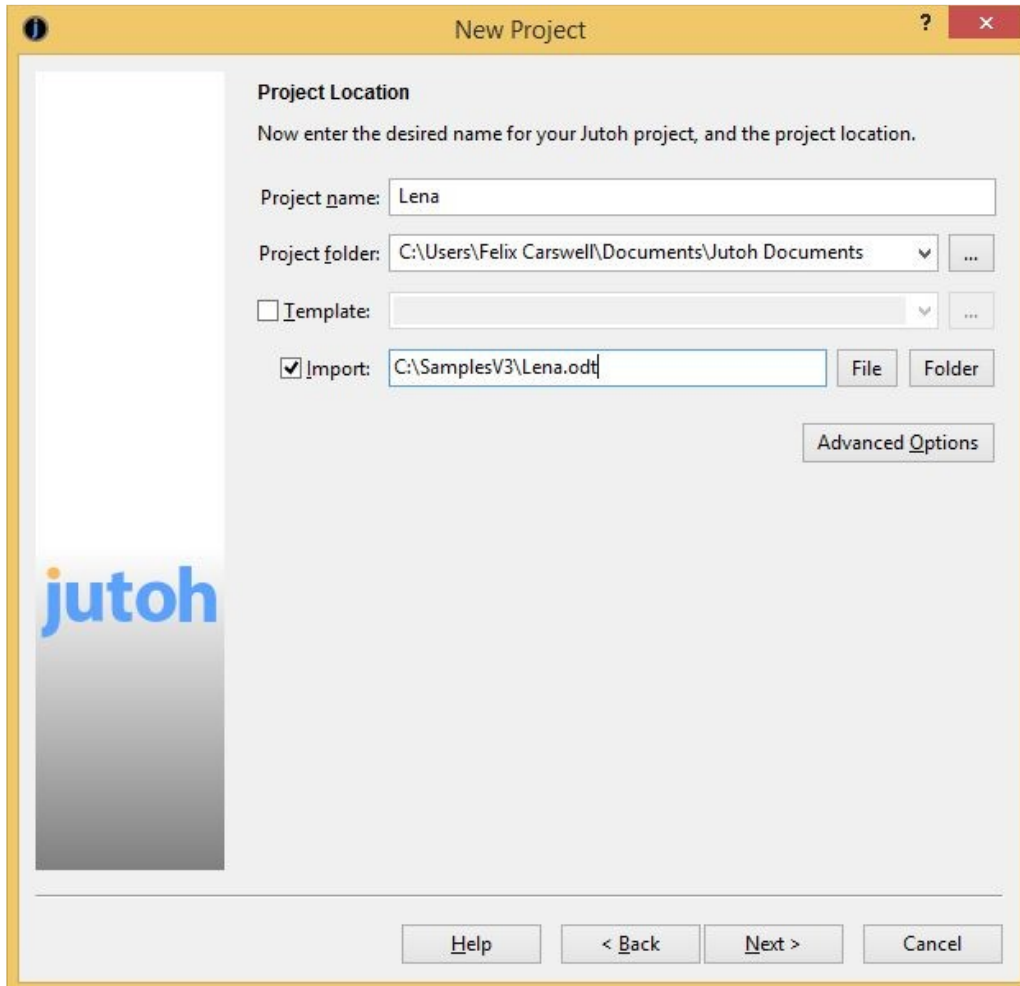 New Project
?
Project Location
Now enter the desired name for your Jutoh project, and the project location.
Project name: Lena
Project folder: C:\Users\Felix Carswell\Documents\Jutoh Documents ...
Template: ...
Import: C:\SamplesV3\Lena.odt File Folder
Advanced Options
jutoh
Help < Back Next > Cancel